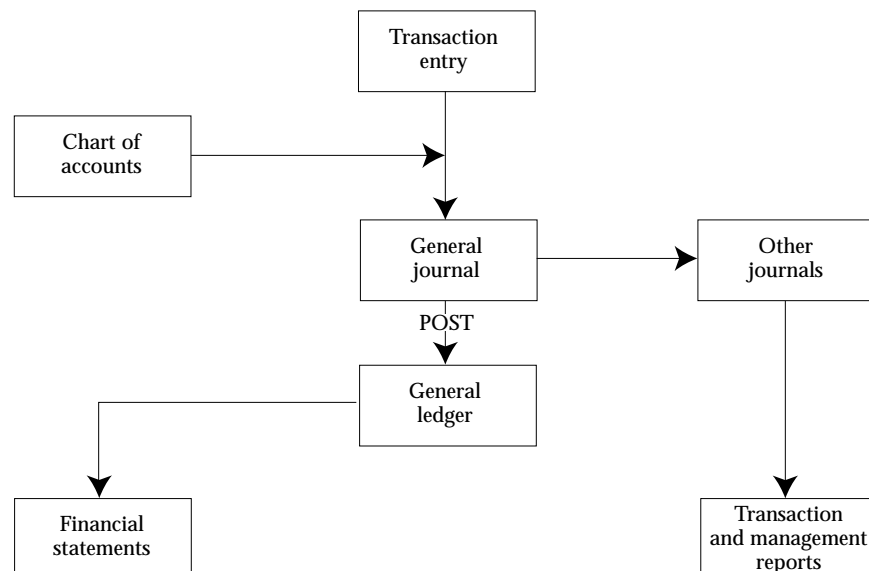 Transaction
entry
Chart of
accounts
General
journal
Other
journals
POST
General
ledger
Financial
statements
Transaction
and management
reports